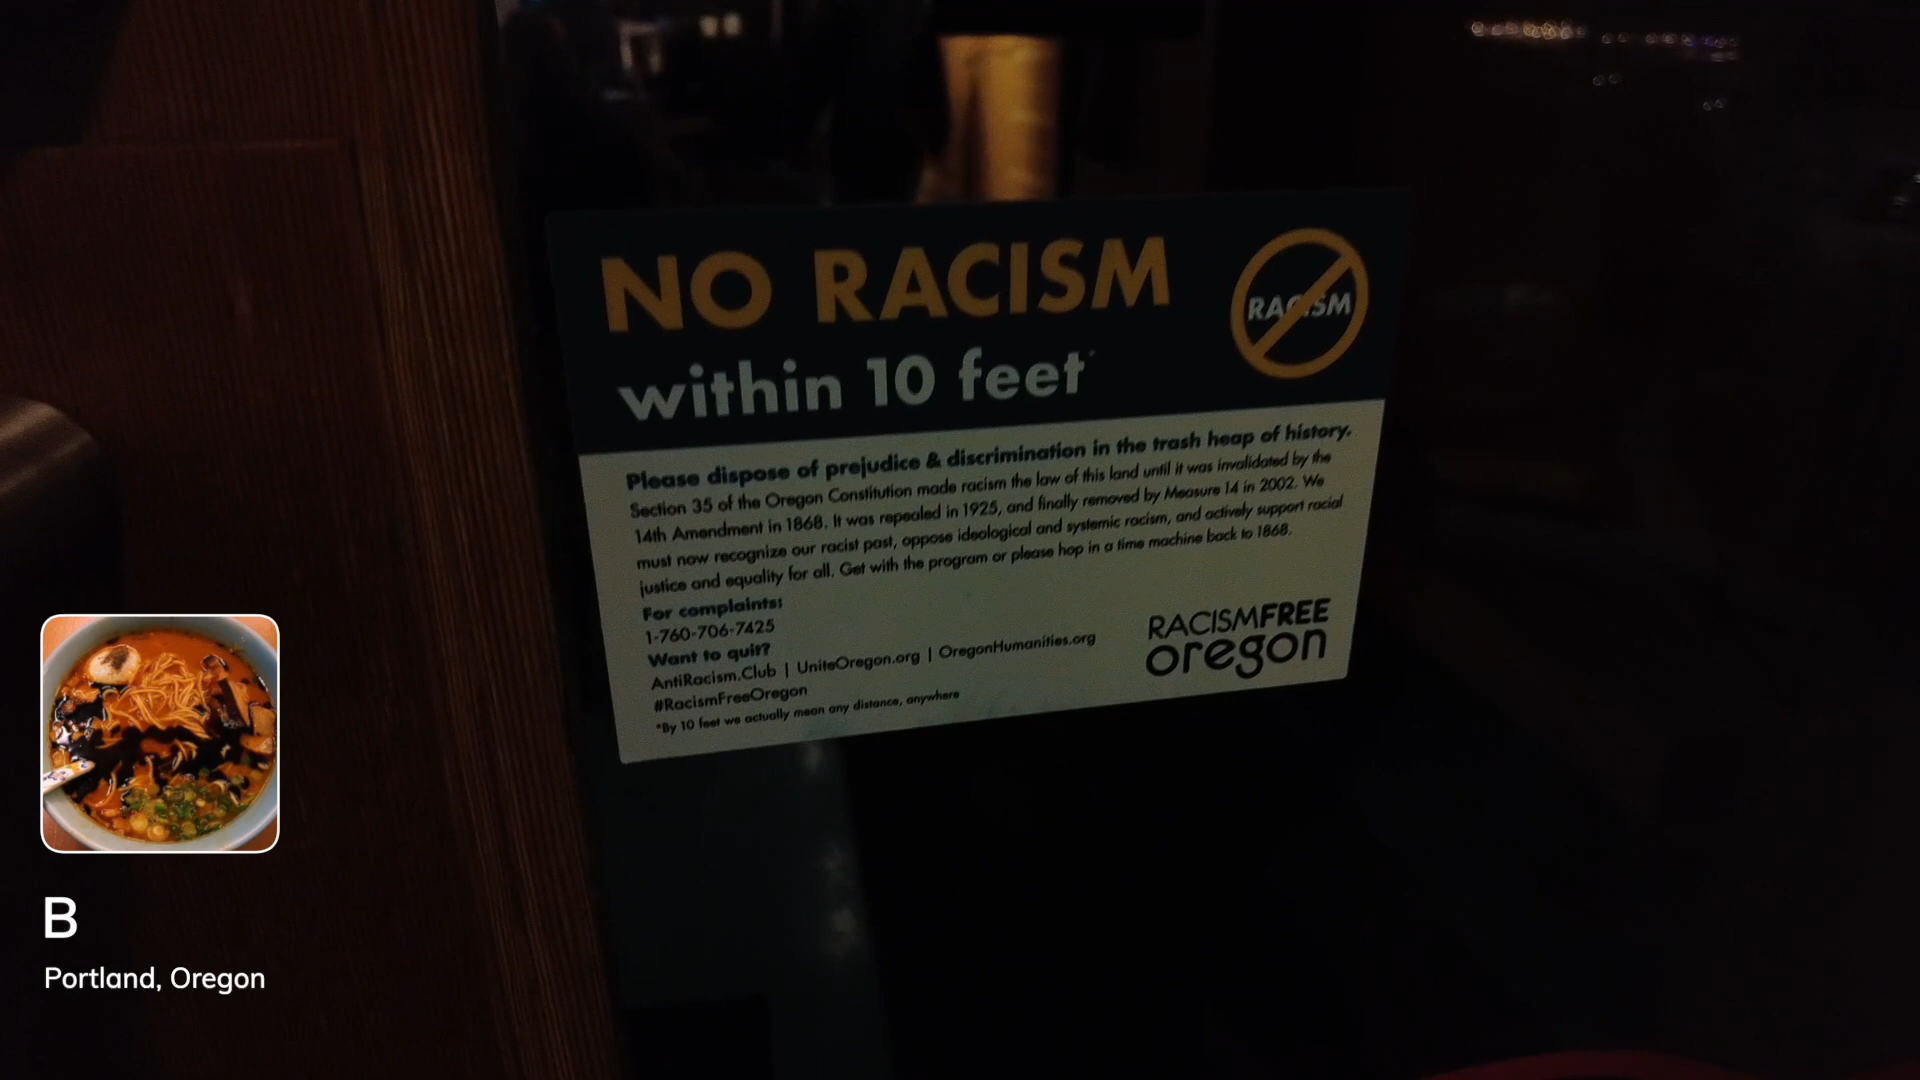 NO RACISM
within 10 feet*
RACISM
Please dispose of prejudice & discrimination in the trash heap of history.
Section 35 of the Oregon Constitution made racism the law of this land until it was invalidated by the
14th Amendment in 1868. It was repealed in 1925, and finally removed by Measure 14 in 2002. We
must now recognize our racist past, oppose ideological and systemic racism, and actively support racial
justice and equality for all. Get with the program or please hop in a time machine back to 1868.
For complaints:
1-760-706-7425
Want to quit?
AntiRacism.Club | UniteOregon.org | OregonHumanities.org
#RacismFreeOregon
*By 10 feet we actually mean any distance, anywhere
RACISMFREE
oregon
B
Portland, Oregon